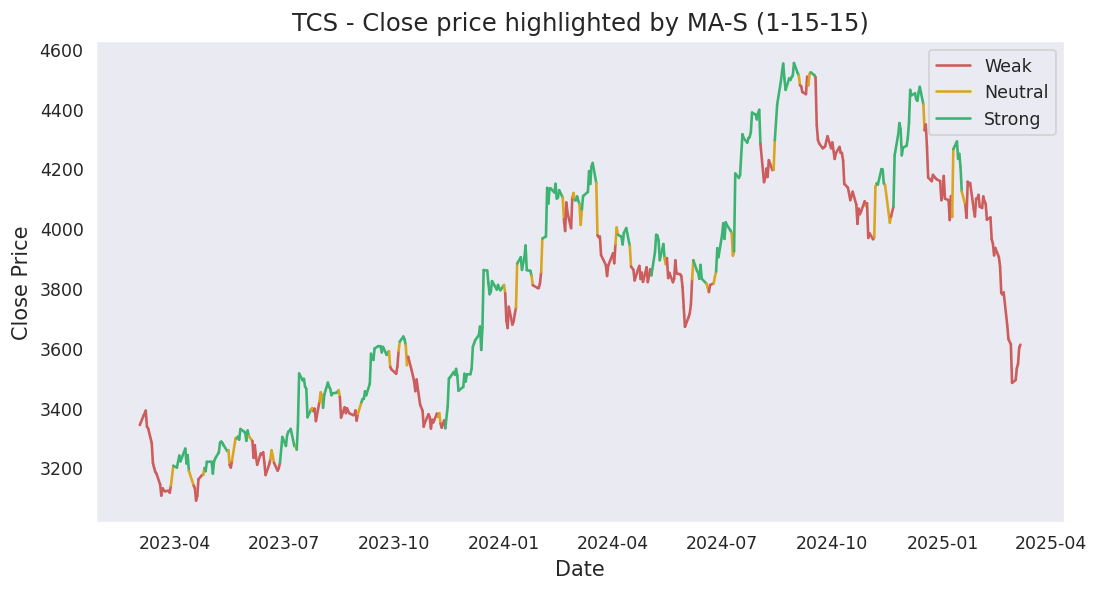 TCS - Close price highlighted by MA-S (1-15-15)
Weak
Neutral
Strong
Close Price
4600
4400
4200
4000
3800
3600
3400
3200
2023-04 2023-07 2023-10 2024-01 2024-04 2024-07 2024-10 2025-01 2025-04
Date